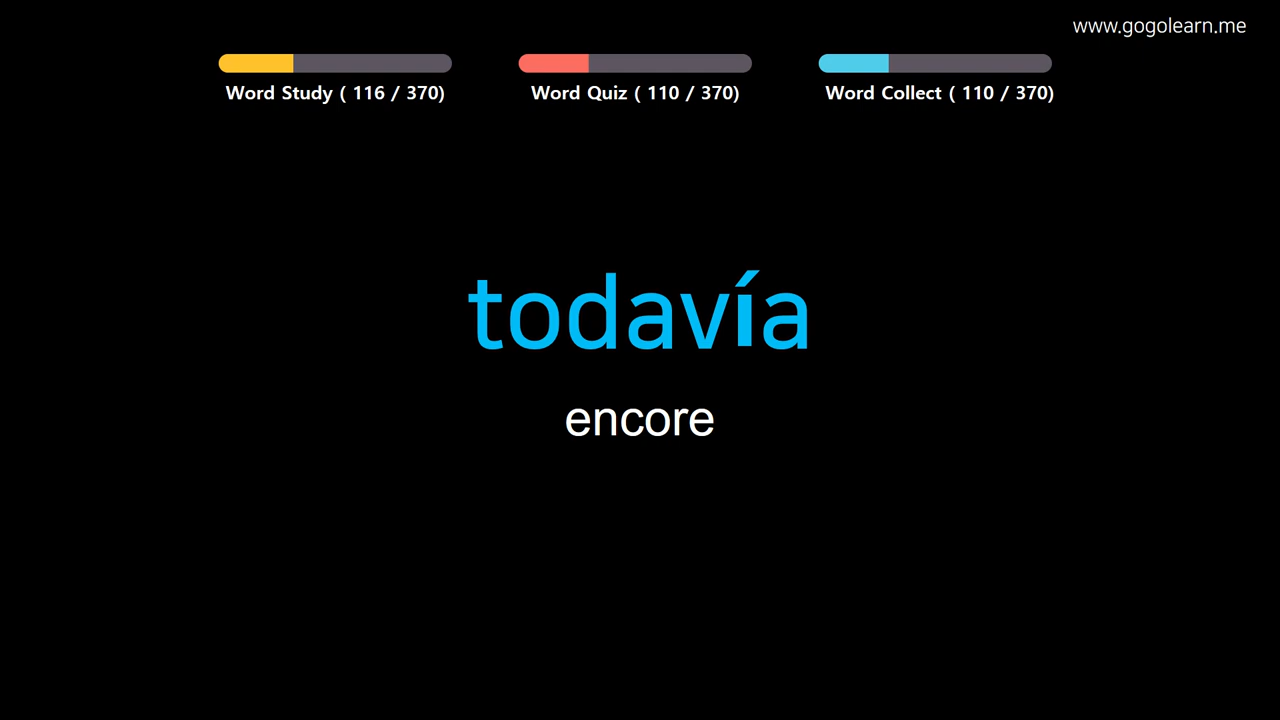 www.gogolearn.me
Word Study ( 116 / 370)
Word Quiz ( 110 / 370)
Word Collect ( 110 / 370)
todavía
encore